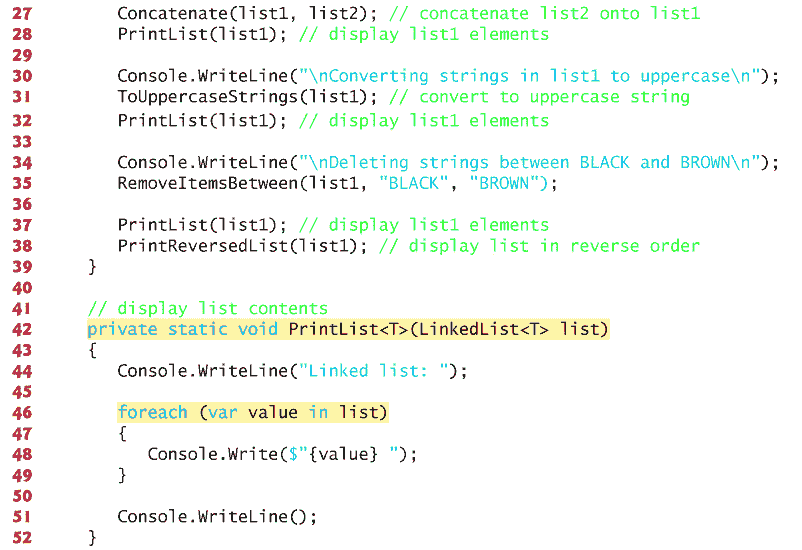 27 Concatenate(list1, list2); // concatenate list2 onto list1
28 PrintList(list1); // display list1 elements
29
30 Console.WriteLine("\nConverting strings in list1 to uppercase\n");
31 ToUppercaseStrings(list1); // convert to uppercase string
32 PrintList(list1); // display list1 elements
33
34 Console.WriteLine("\nDeleting strings between BLACK and BROWN\n");
35 RemoveItemsBetween(list1, "BLACK", "BROWN");
36
37 PrintList(list1); // display list1 elements
38 PrintReversedList(list1); // display list in reverse order
39 }
40
41 // display list contents
42 private static void PrintList<T>(LinkedList<T> list)
43 {
44 Console.WriteLine("Linked list: ");
45
46 foreach (var value in list)
47 {
48 Console.Write($"{value} ");
49 }
50
51 Console.WriteLine();
52 }